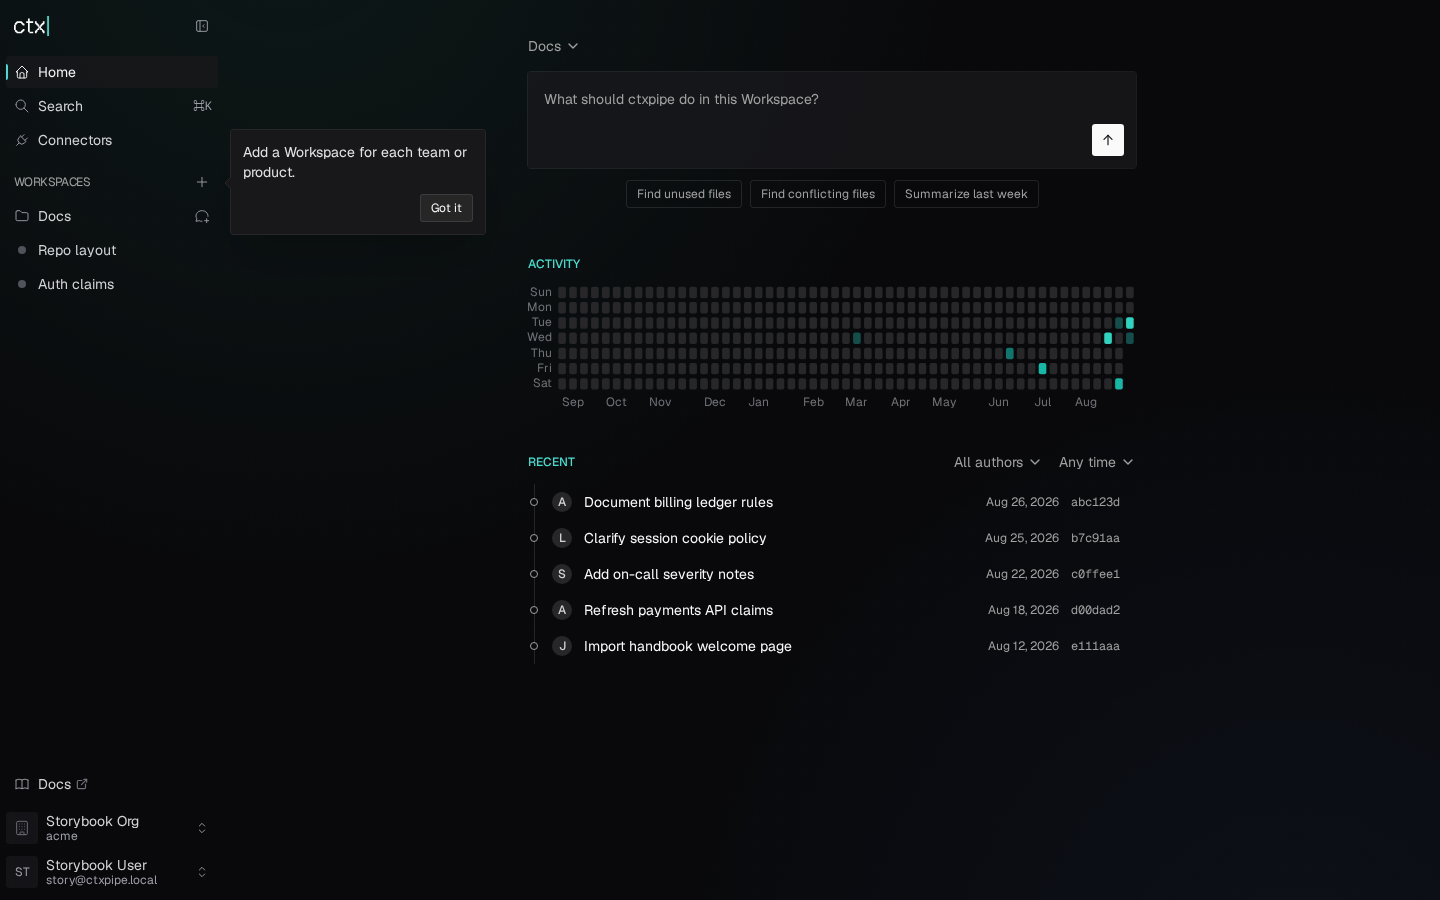 ctx
Home
Search ⌘K
Connectors
WORKSPACES
Docs
Repo layout
Auth claims
Add a Workspace for each team or
product.
Got it
Docs
What should ctxpipe do in this Workspace?
Find unused files Find conflicting files Summarize last week
ACTIVITY
Sun
Mon
Tue
Wed
Thu
Fri
Sat
Sep Oct Nov Dec Jan Feb Mar Apr May Jun Jul Aug
RECENT All authors Any time
A Document billing ledger rules Aug 26, 2026 abc123d
L Clarify session cookie policy Aug 25, 2026 b7c91aa
S Add on-call severity notes Aug 22, 2026 c0ffee1
A Refresh payments API claims Aug 18, 2026 d00dad2
J Import handbook welcome page Aug 12, 2026 e111aaa
Docs
Storybook Org
acme
ST Storybook User
story@ctxpipe.local